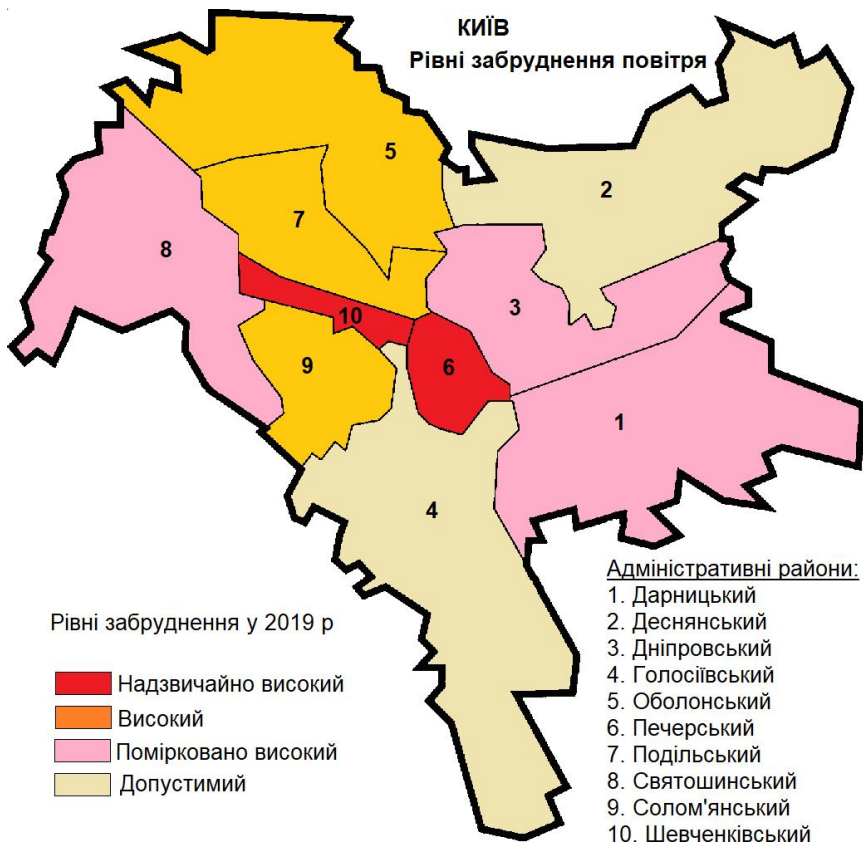 КИЇВ
Рівні забруднення повітря
5
2
7
8
3
10
9
6
1
4
Рівні забруднення у 2019 р
Надзвичайно високий
Високий
Помірковано високий
Допустимий
Адміністративні райони:
1. Дарницький
2. Деснянський
3. Дніпровський
4. Голосіївський
5. Оболонський
6. Печерський
7. Подільський
8. Святошинський
9. Солом'янський
10. Шевченківський